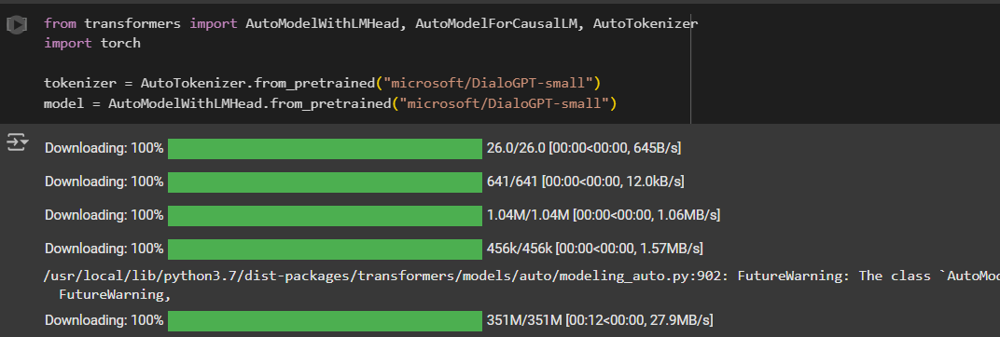 from transformers import AutoModelWithLMHead, AutoModelForCausalLM, AutoTokenizer
import torch
tokenizer = AutoTokenizer.from_pretrained("microsoft/DialoGPT-small")
model = AutoModelWithLMHead.from_pretrained("microsoft/DialoGPT-small")
Downloading: 100% 26.0/26.0 [00:00<00:00, 645B/s]
Downloading: 100% 641/641 [00:00<00:00, 12.0kB/s]
Downloading: 100% 1.04M/1.04M [00:00<00:00, 1.06MB/s]
Downloading: 100% 456k/456k [00:00<00:00, 1.57MB/s]
/usr/local/lib/python3.7/dist-packages/transformers/models/auto/modeling_auto.py:902: FutureWarning: The class `AutoMod
FutureWarning,
Downloading: 100% 351M/351M [00:12<00:00, 27.9MB/s]